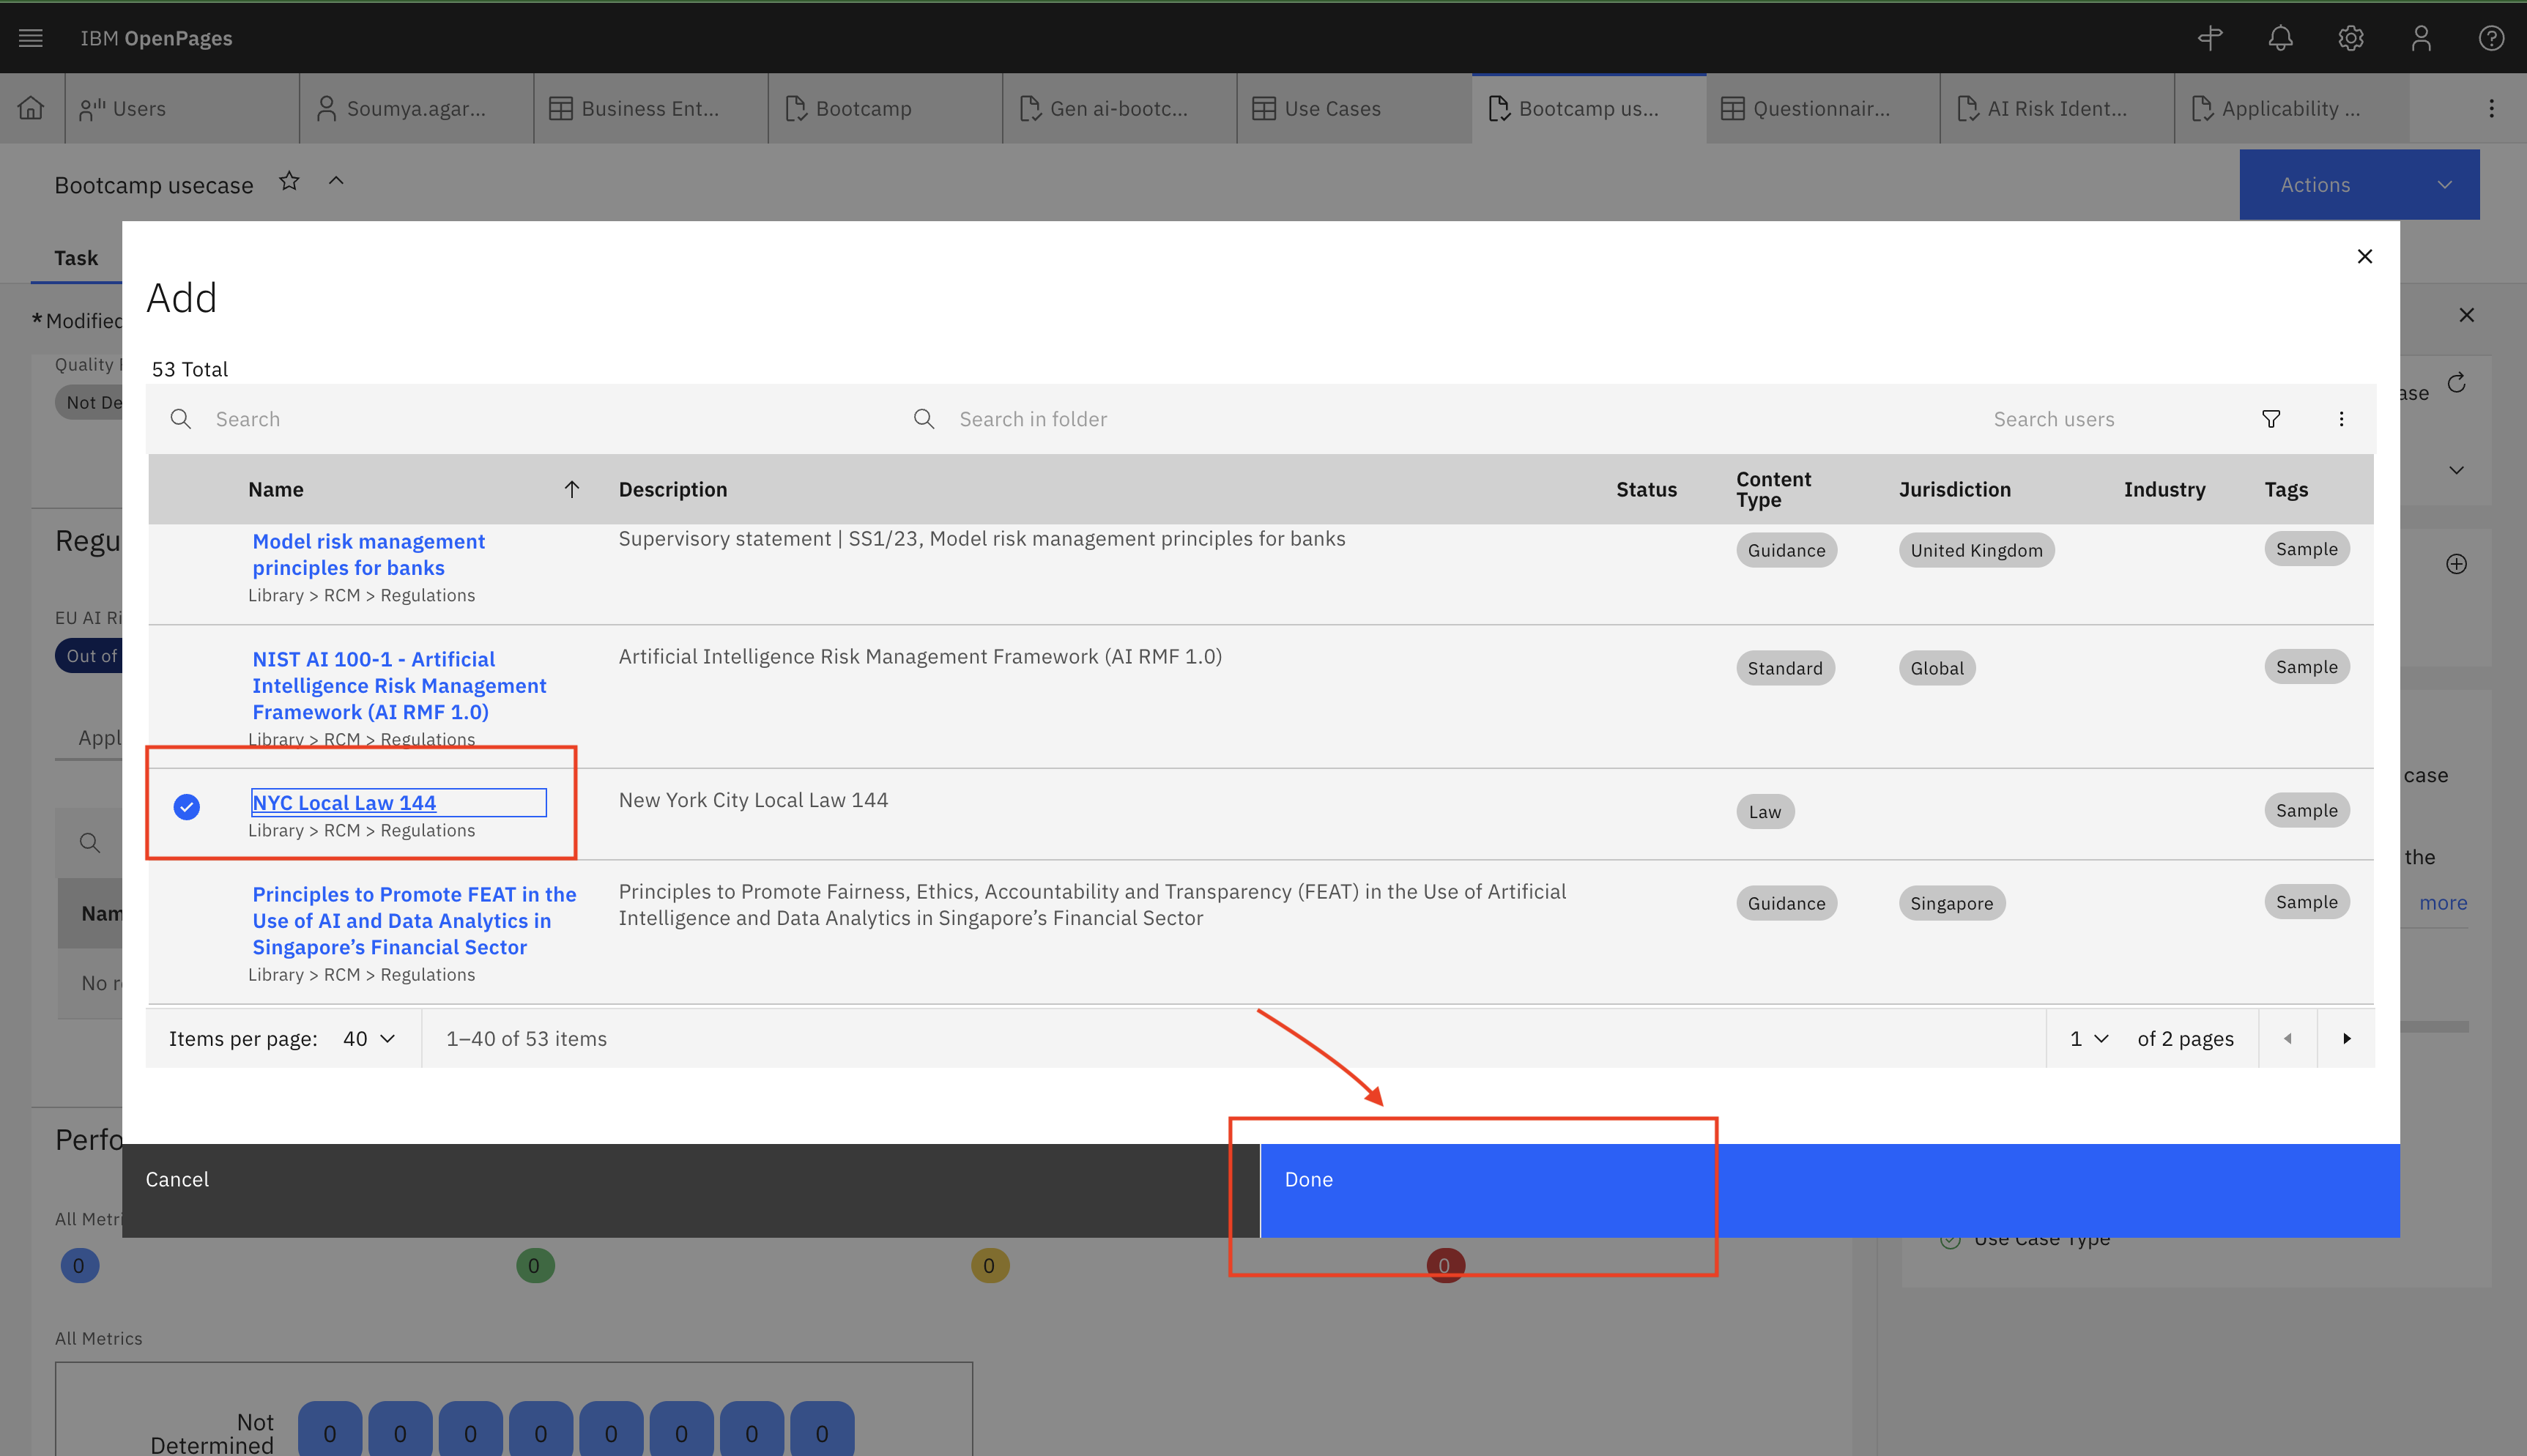 IBM OpenPages
Users
Soumya.agar...
Business Ent...
Bootcamp
Gen ai-bootc...
Use Cases
Bootcamp us...
Questionnair...
AI Risk Ident...
Applicability ...
Bootcamp usecase
Actions
Task
*Modified
Quality
Not De
ase
Regu
EU AI Ri
Out of
Appl
Nam
No r
case
the
more
Add
53 Total
Search
Search in folder
Search users
Name
Description
Status
Content
Type
Jurisdiction
Industry
Tags
Model risk management
principles for banks
Library > RCM > Regulations
Supervisory statement | SS1/23, Model risk management principles for banks
Guidance
United Kingdom
Sample
NIST AI 100-1 - Artificial
Intelligence Risk Management
Framework (AI RMF 1.0)
Library > RCM > Regulations
Artificial Intelligence Risk Management Framework (AI RMF 1.0)
Standard
Global
Sample
NYC Local Law 144
Library > RCM > Regulations
New York City Local Law 144
Law
Sample
Principles to Promote FEAT in the
Use of AI and Data Analytics in
Singapore’s Financial Sector
Library > RCM > Regulations
Principles to Promote Fairness, Ethics, Accountability and Transparency (FEAT) in the Use of Artificial
Intelligence and Data Analytics in Singapore’s Financial Sector
Guidance
Singapore
Sample
Items per page:
40
1–40 of 53 items
1
of 2 pages
Cancel
Done
Perfo
All Metri
0
0
0
0
Use Case Type
All Metrics
Not
Determined
0
0
0
0
0
0
0
0